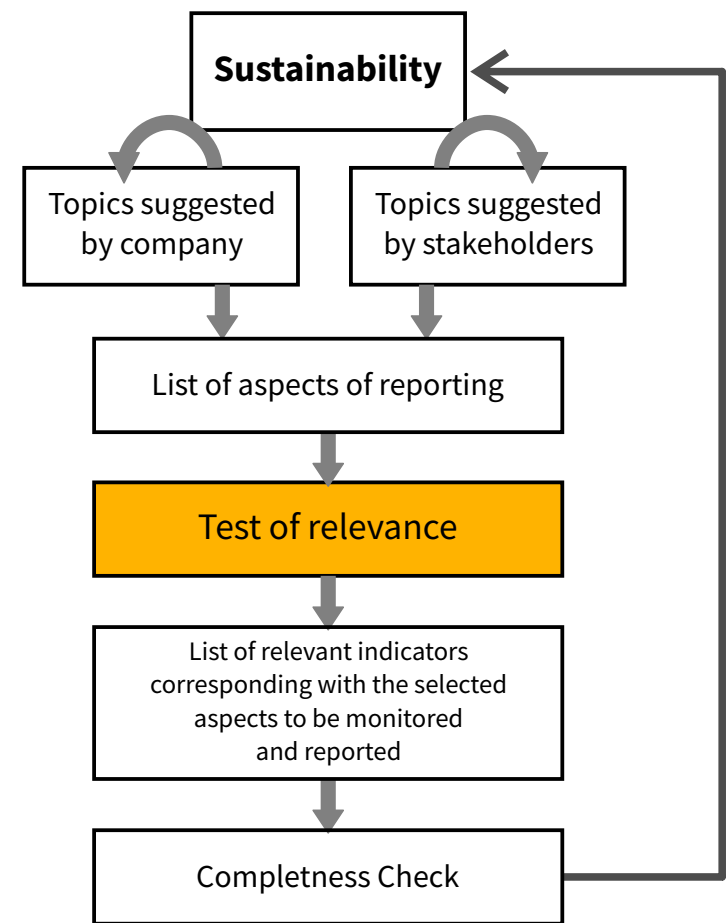 Sustainability
Topics suggested
by company
Topics suggested
by stakeholders
List of aspects of reporting
Test of relevance
List of relevant indicators
corresponding with the selected
aspects to be monitored
and reported
Completness Check